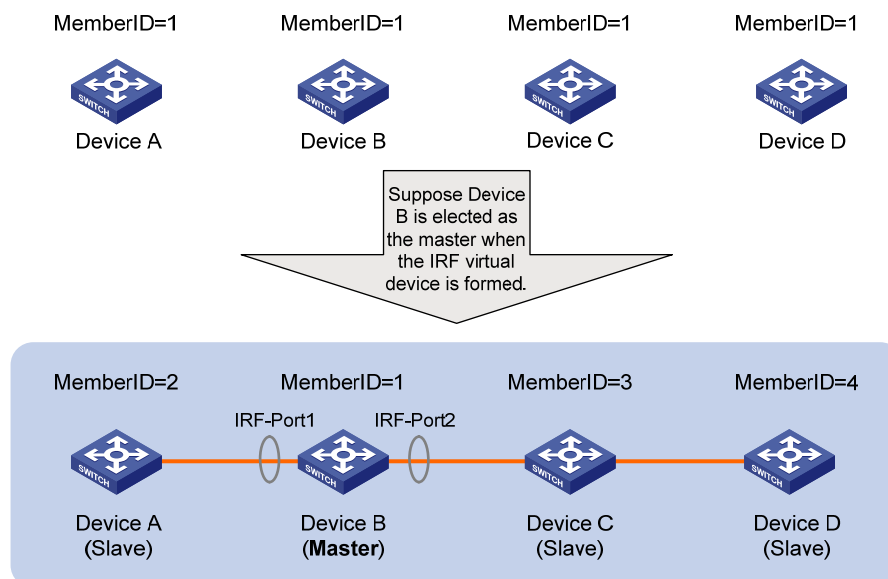 MemberID=1 MemberID=1 MemberID=1 MemberID=1
SWITCH SWITCH SWITCH SWITCH
Device A Device B Device C Device D
Suppose Device
B is elected as
the master when
the IRF virtual
device is formed.
MemberID=2 MemberID=1 MemberID=3 MemberID=4
IRF-Port1 IRF-Port2
SWITCH SWITCH SWITCH SWITCH
Device A Device B Device C Device D
(Slave) (Master) (Slave) (Slave)